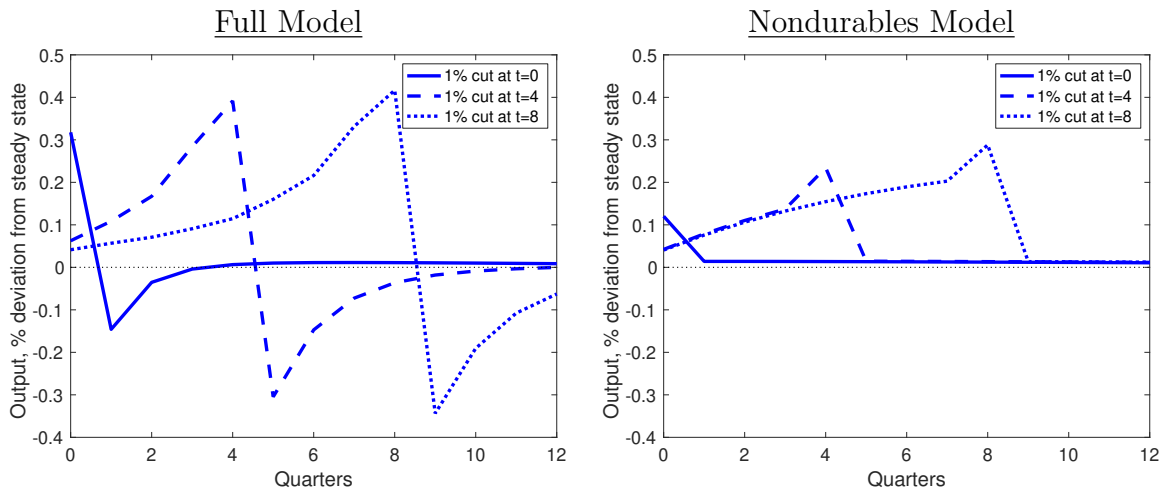 Full Model
0.5
0.4
0.3
0.2
0.1
0
-0.1
-0.2
-0.3
-0.4
Output, % deviation from steady state
1% cut at t=0
1% cut at t=4
1% cut at t=8
0 2 4 6 8 10 12
Quarters
Nondurables Model
0.5
0.4
0.3
0.2
0.1
0
-0.1
-0.2
-0.3
-0.4
Output, % deviation from steady state
1% cut at t=0
1% cut at t=4
1% cut at t=8
0 2 4 6 8 10 12
Quarters